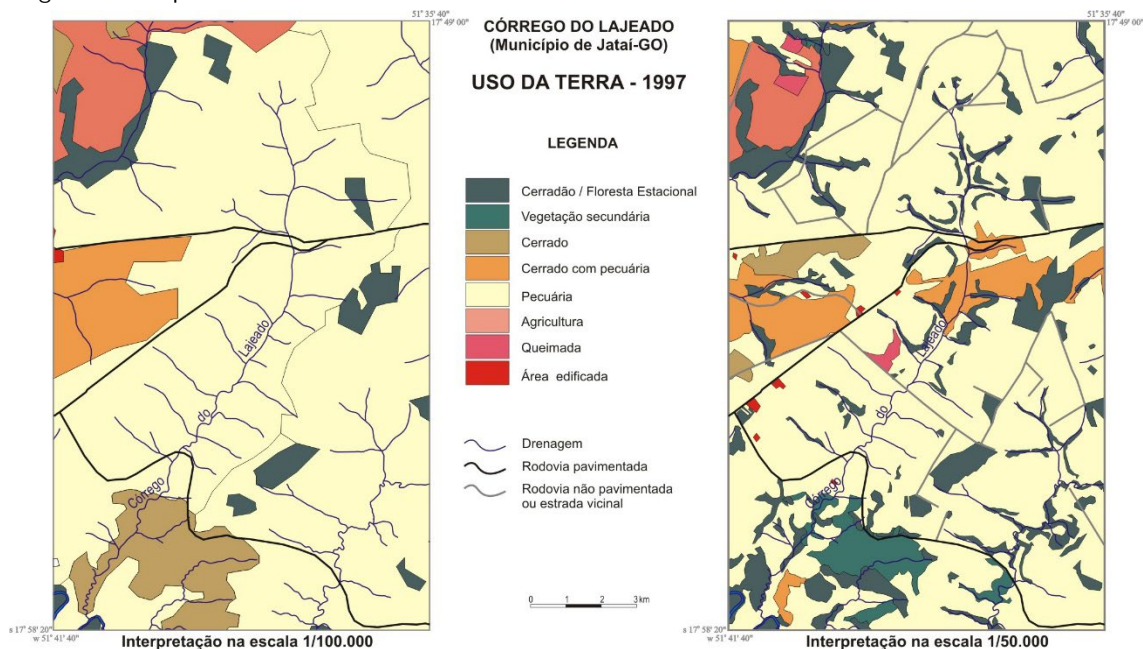 51° 35' 40"
17° 49' 00"
CÓRREGO DO LAJEADO
(Município de Jataí-GO)
USO DA TERRA - 1997
51° 35' 40"
17° 49' 00"
LEGENDA
Cerradão / Floresta Estacional
Vegetação secundária
Cerrado
Cerrado com pecuária
Pecuária
Agricultura
Queimada
Área edificada
Drenagem
Rodovia pavimentada
Rodovia não pavimentada
ou estrada vicinal
Córrego do Lajeado
Córrego do Lajeado
0 1 2 3 km
s 17° 58' 20"
w 51° 41' 40"
Interpretação na escala 1/100.000
s 17° 58' 20"
w 51° 41' 40"
Interpretação na escala 1/50.000